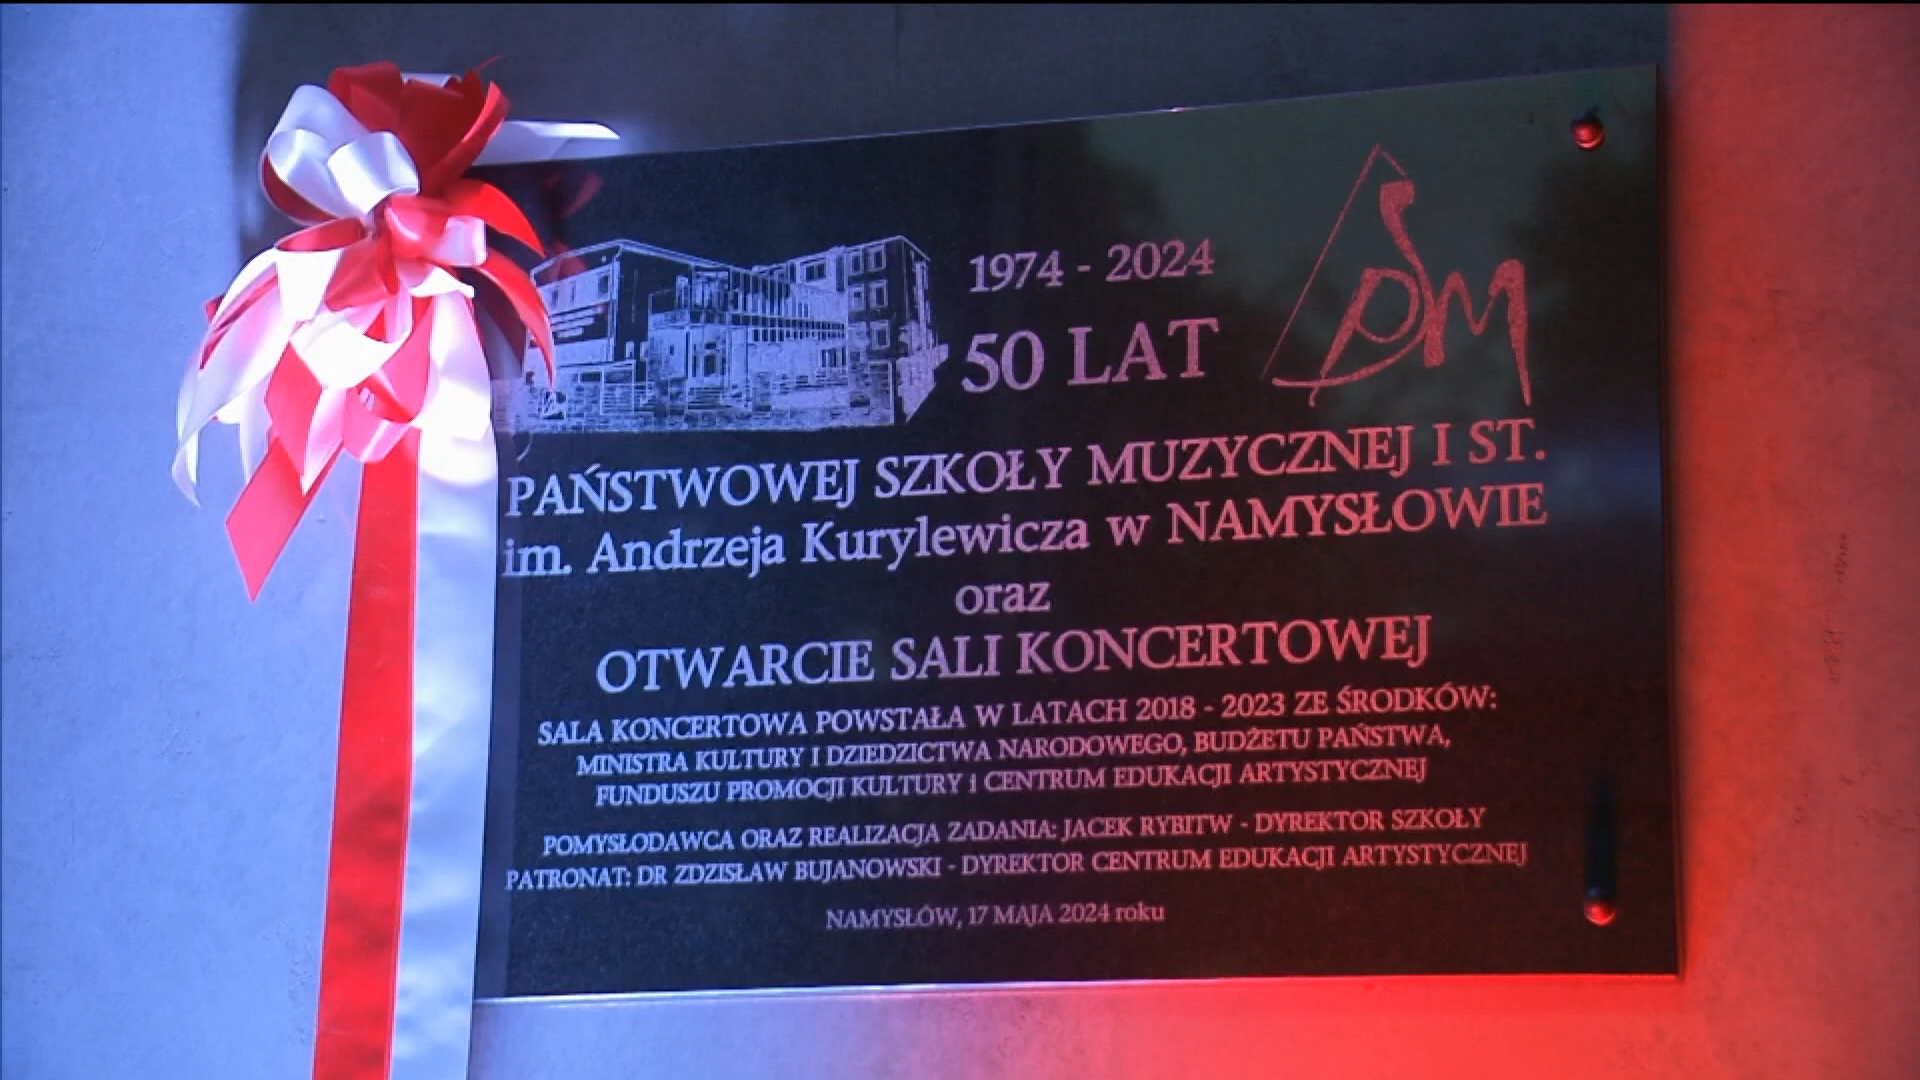 1974 - 2024
50 LAT
PSM
PAŃSTWOWEJ SZKOŁY MUZYCZNEJ I ST.
im. Andrzeja Kurylewicza w NAMYSŁOWIE
oraz
OTWARCIE SALI KONCERTOWEJ
SALA KONCERTOWA POWSTAŁA W LATACH 2018 - 2023 ZE ŚRODKÓW:
MINISTRA KULTURY I DZIEDZICTWA NARODOWEGO, BUDŻETU PAŃSTWA,
FUNDUSZU PROMOCJI KULTURY i CENTRUM EDUKACJI ARTYSTYCZNEJ
POMYSŁODAWCA ORAZ REALIZACJA ZADANIA: JACEK RYBITW - DYREKTOR SZKOŁY
PATRONAT: DR ZDZISŁAW BUJANOWSKI - DYREKTOR CENTRUM EDUKACJI ARTYSTYCZNEJ
NAMYSŁÓW, 17 MAJA 2024 roku